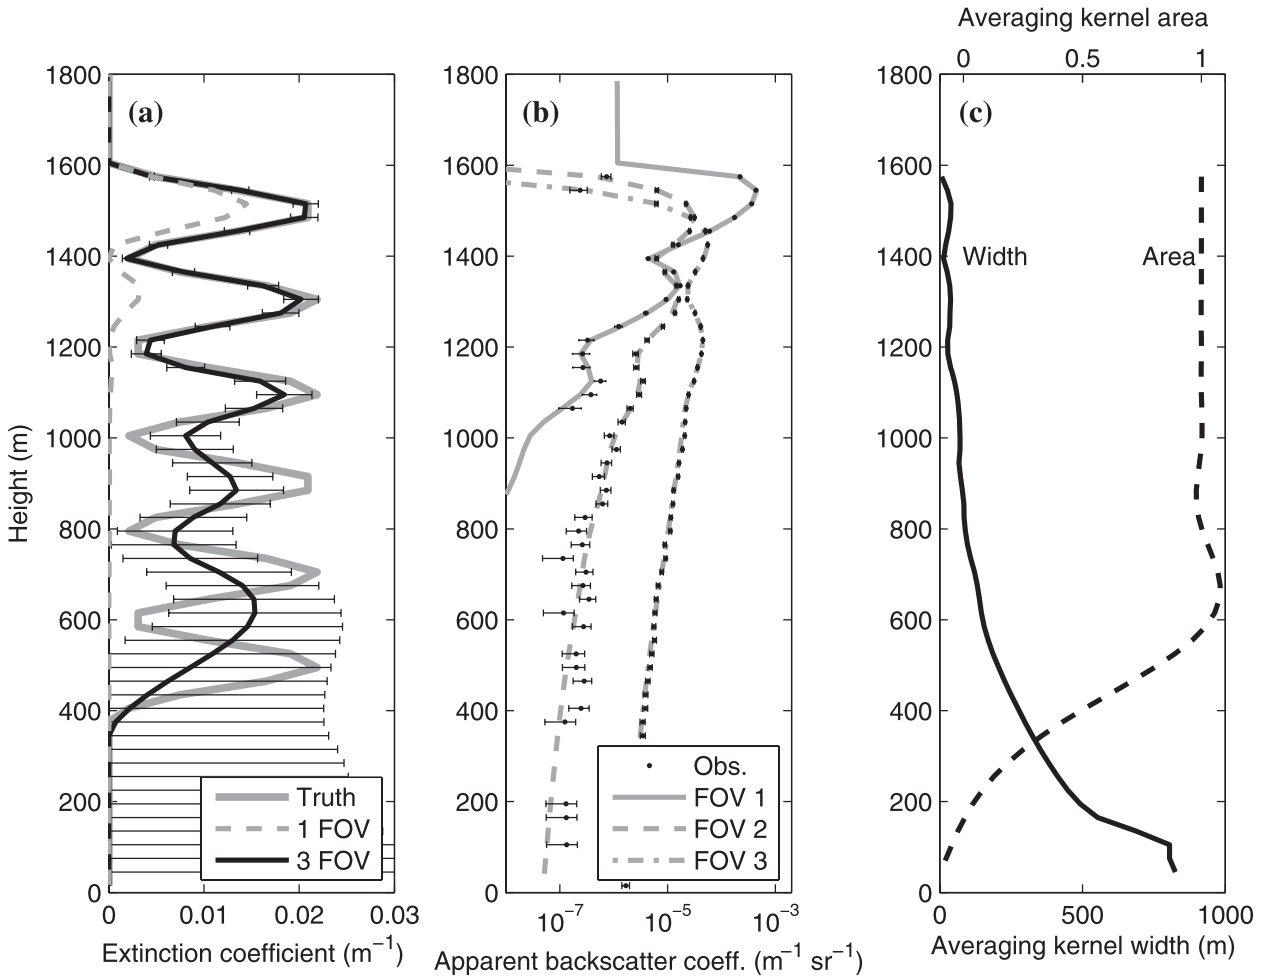 Averaging kernel area
0 0.5 1
1800 1800 1800
(a) (b) (c)
1600 1600 1600
1400 1400 1400
Width Area
1200 1200 1200
1000 1000 1000
Height (m)
800 800 800
600 600 600
400 400 400
200 200 200
0 0 0
Truth
1 FOV
3 FOV
Obs.
FOV 1
FOV 2
FOV 3
0 0.01 0.02 0.03
10⁻⁷ 10⁻⁵ 10⁻³
0 500 1000
Extinction coefficient (m⁻¹)
Apparent backscatter coeff. (m⁻¹ sr⁻¹)
Averaging kernel width (m)